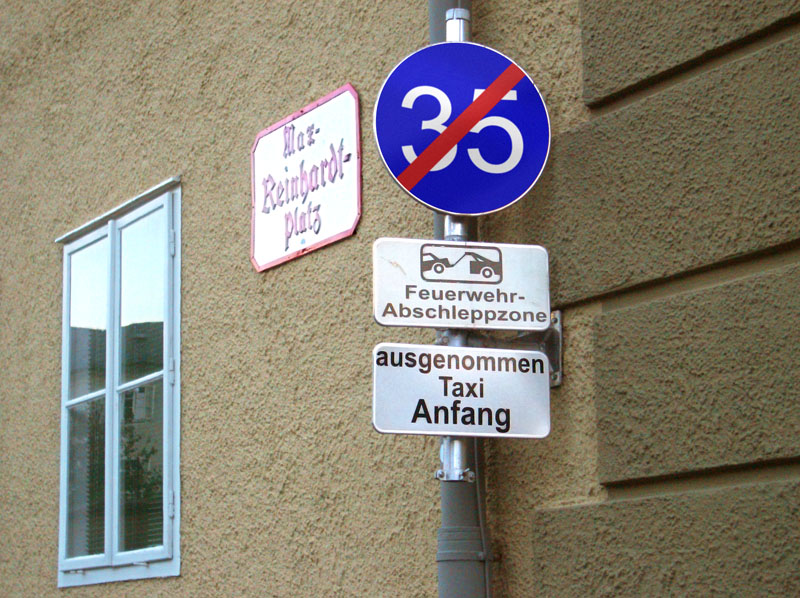 Max-
Reinhardt-
platz
35
Feuerwehr-
Abschleppzone
ausgenommen
Taxi
Anfang